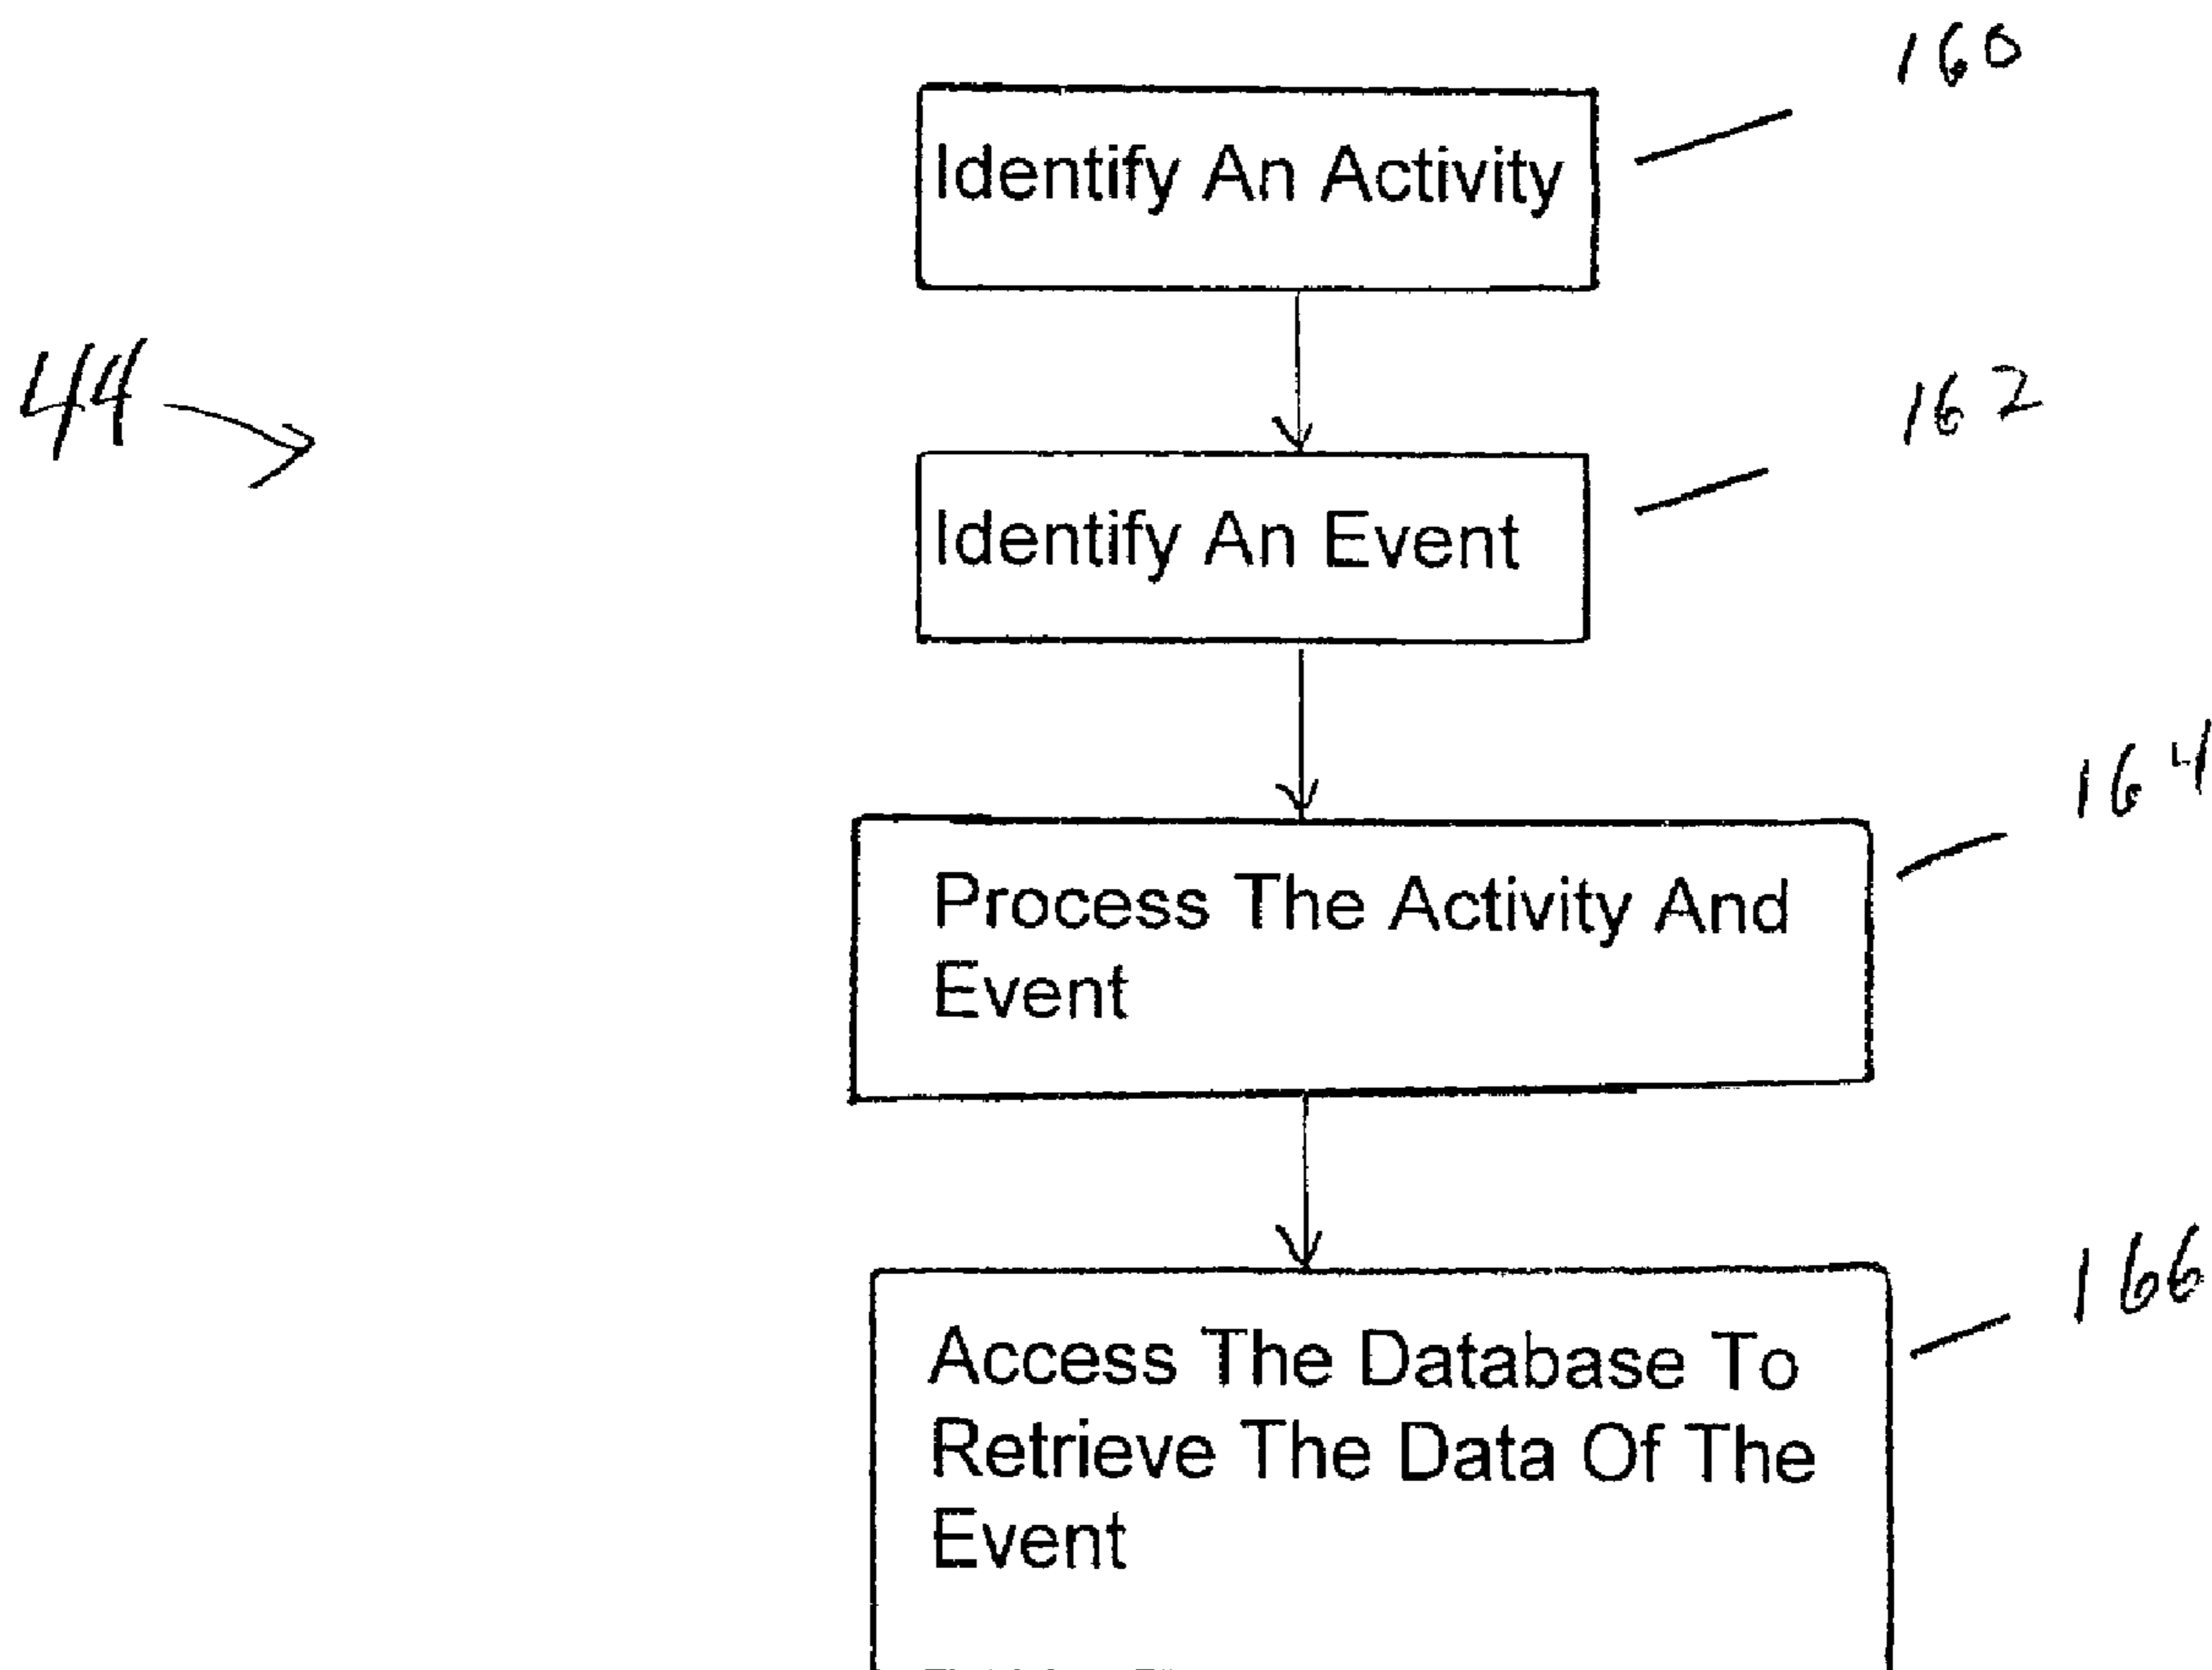 160
Identify An Activity
44
162
Identify An Event
164
Process The Activity And
Event
166
Access The Database To
Retrieve The Data Of The
Event